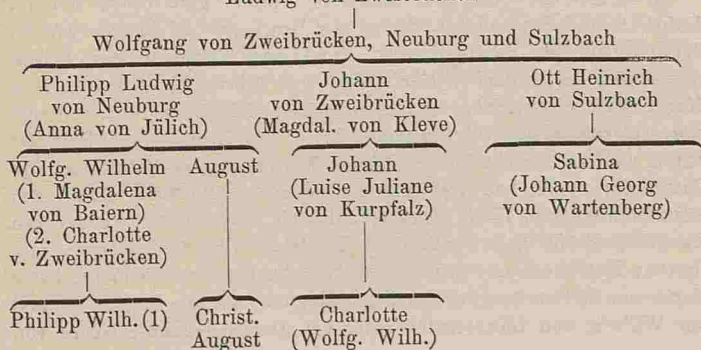 Wolfgang von Zweibrücken, Neuburg und Sulzbach
Philipp Ludwig
von Neuburg
(Anna von Jülich)
Johann
von Zweibrücken
(Magdal. von Kleve)
Ott Heinrich
von Sulzbach
Wolfg. Wilhelm
(1. Magdalena
von Baiern)
(2. Charlotte
v. Zweibrücken)
August
Johann
(Luise Juliane
von Kurpfalz)
Sabina
(Johann Georg
von Wartenberg)
Philipp Wilh. (1)
Christ.
August
Charlotte
(Wolfg. Wilh.)